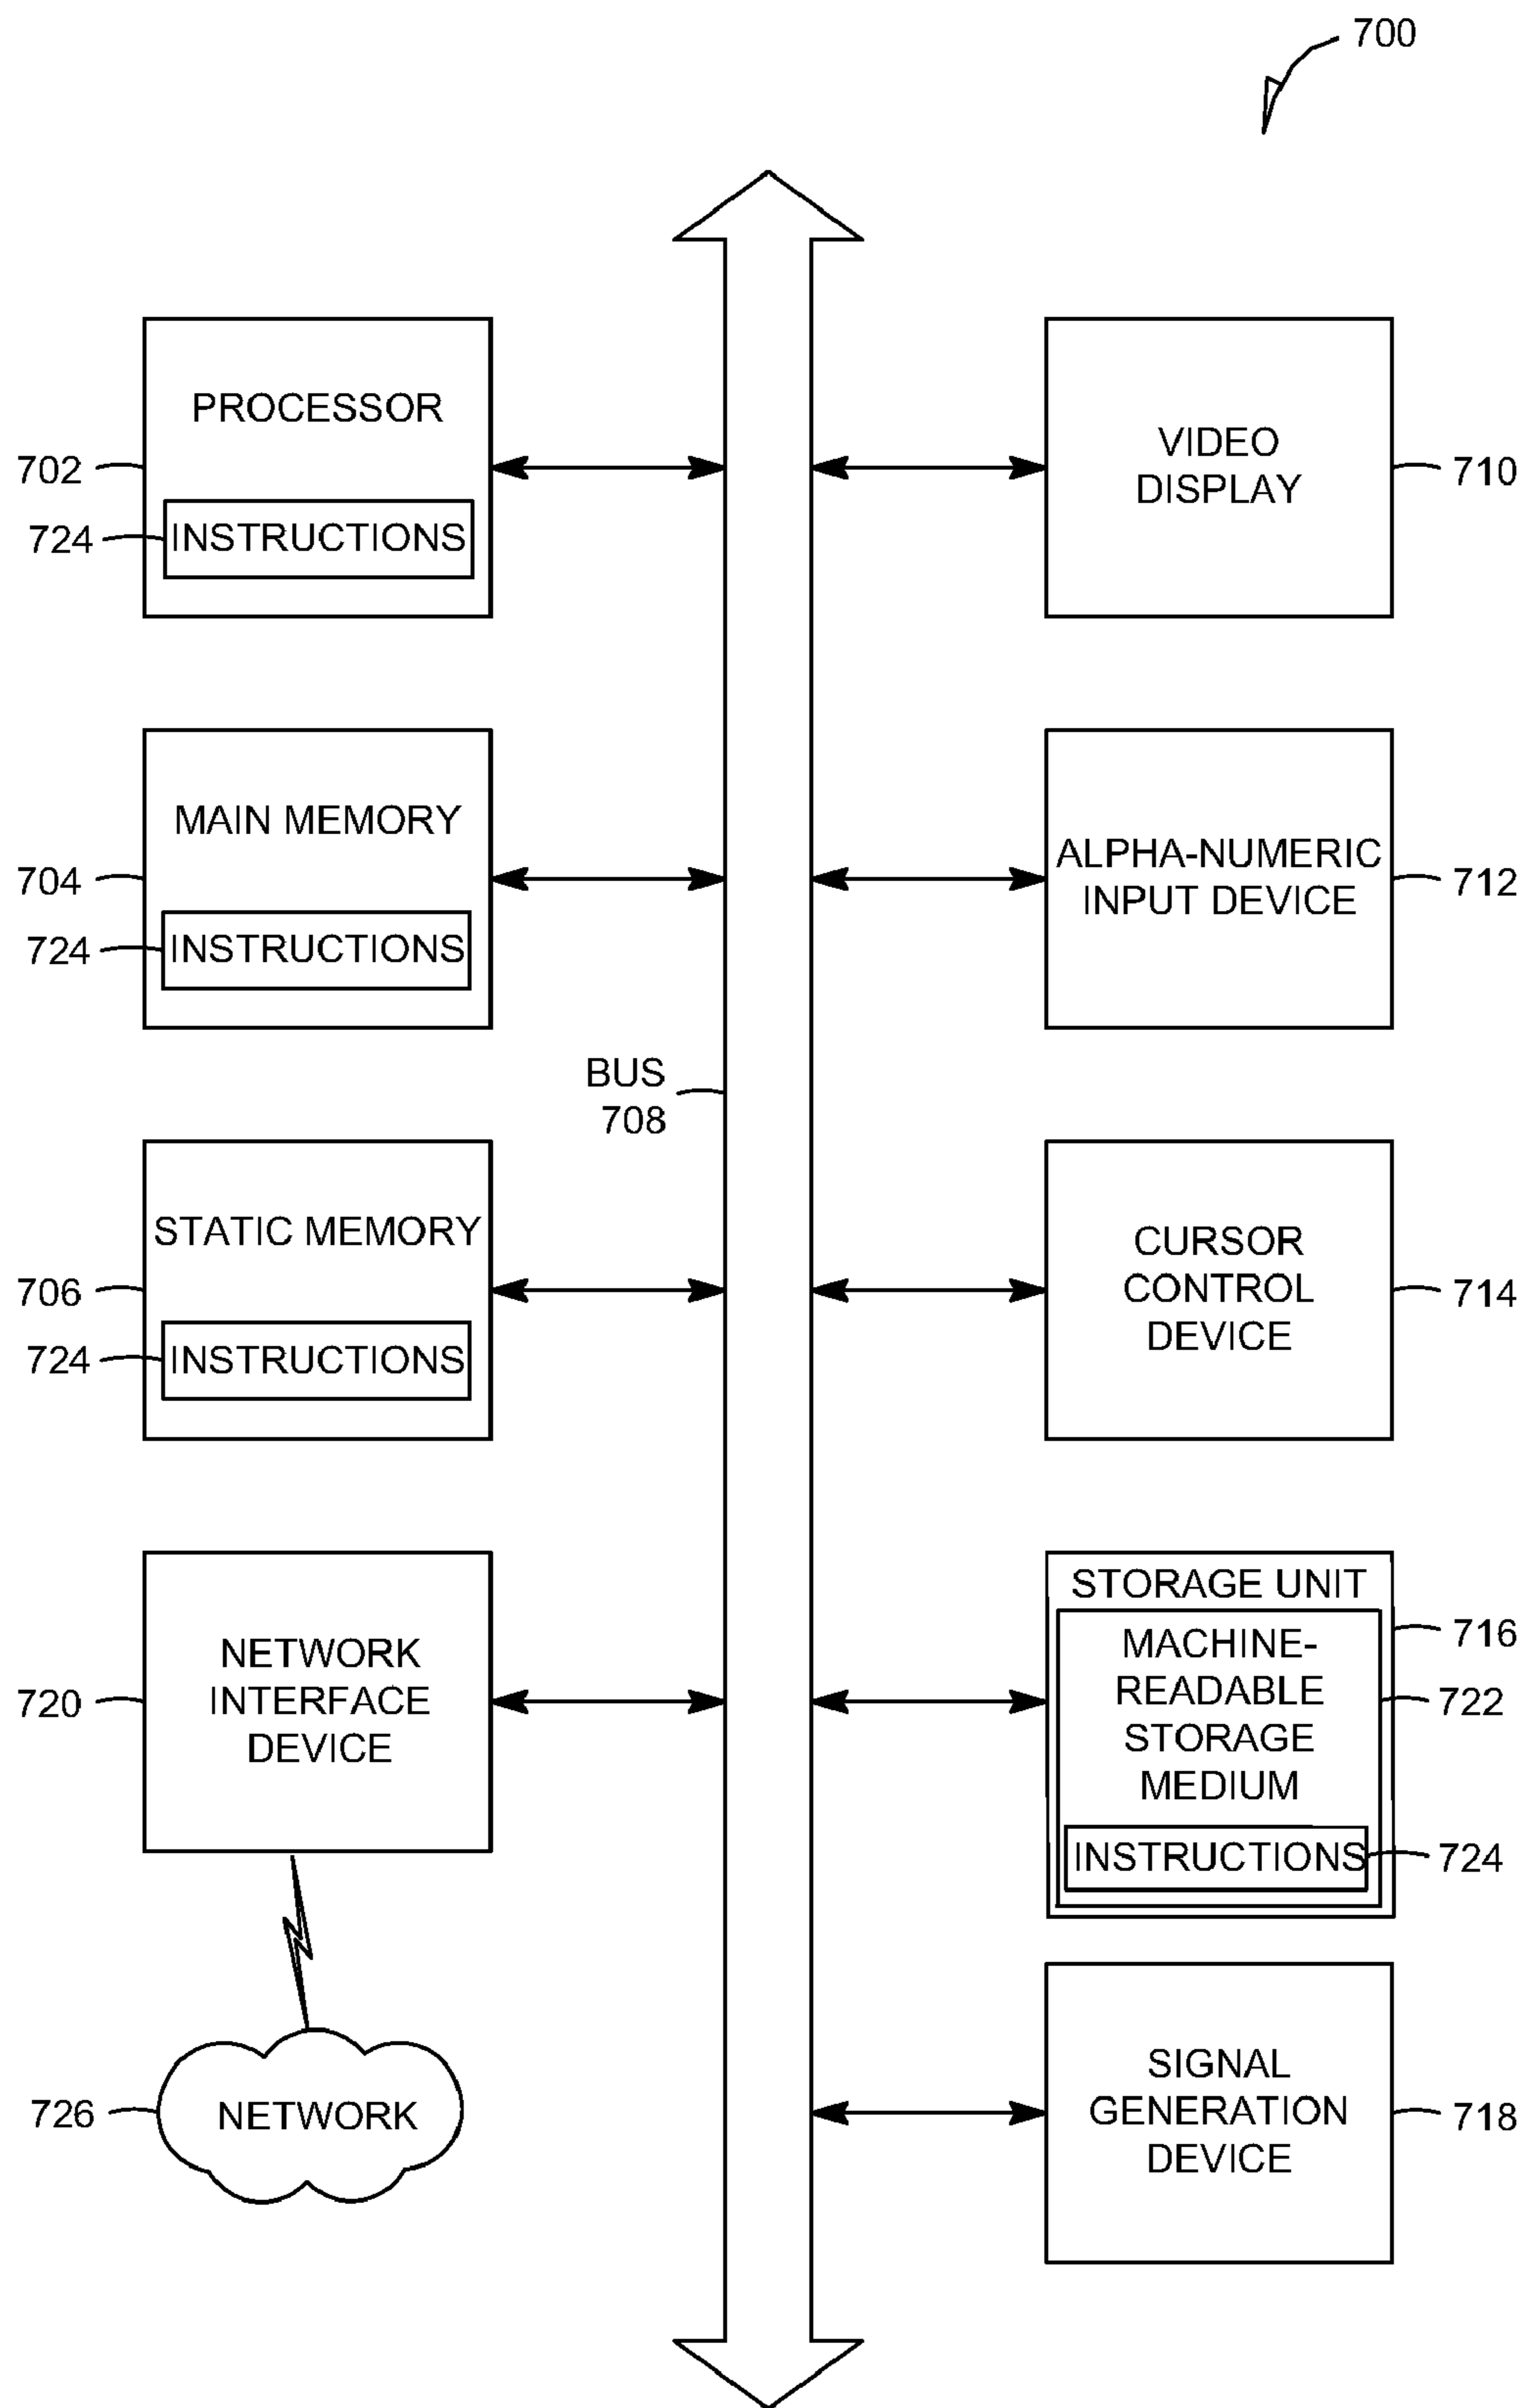 700
PROCESSOR
702
724
INSTRUCTIONS
VIDEO
DISPLAY
710
MAIN MEMORY
704
724
INSTRUCTIONS
ALPHA-NUMERIC
INPUT DEVICE
712
BUS
708
STATIC MEMORY
706
724
INSTRUCTIONS
CURSOR
CONTROL
DEVICE
714
NETWORK
INTERFACE
DEVICE
720
STORAGE UNIT
716
MACHINE-
READABLE
STORAGE
MEDIUM
722
INSTRUCTIONS
724
NETWORK
726
SIGNAL
GENERATION
DEVICE
718